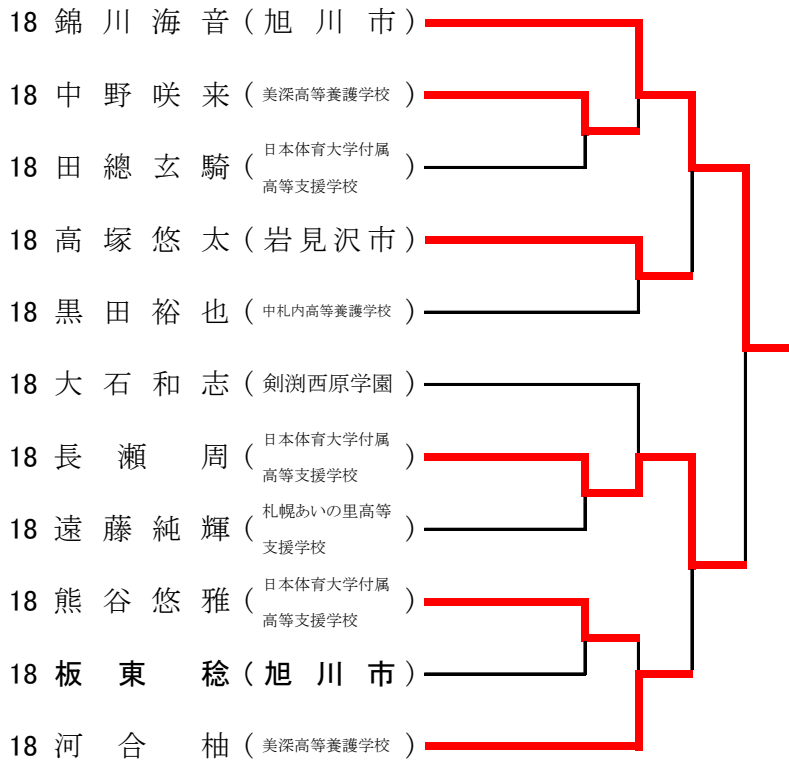 18 錦川海音(旭川市)
18 中野咲来(美深高等養護学校)
18 田總玄騎(日本体育大学付属
高等支援学校)
18 高塚悠太(岩見沢市)
18 黒田裕也(中札内高等養護学校)
18 大石和志(剣渕西原学園)
18 長瀬周(日本体育大学付属
高等支援学校)
18 遠藤純輝(札幌あいの里高等
支援学校)
18 熊谷悠雅(日本体育大学付属
高等支援学校)
18 板東稔(旭川市)
18 河合柚(美深高等養護学校)